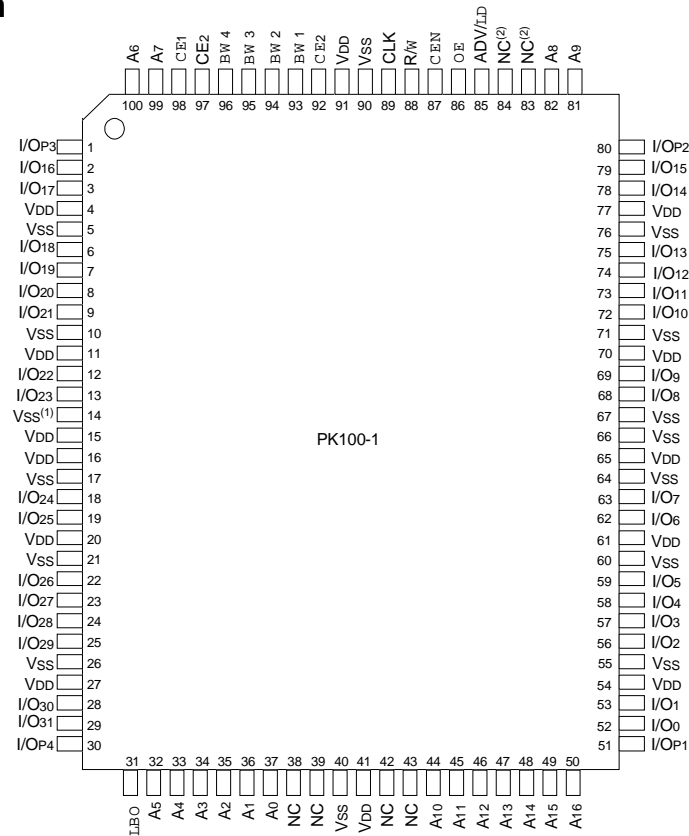 100 99 98 97 96 95 94 93 92 91 90 89 88 87 86 85 84 83 82 81
A6 A7 CE1 CE2 BW4 BW3 BW2 BW1 CE2 VDD VSS CLK R/W CEN OE ADV/LD NC(2) NC(2) A8 A9
I/OP3 1
I/O16 2
I/O17 3
VDD 4
VSS 5
I/O18 6
I/O19 7
I/O20 8
I/O21 9
VSS 10
VDD 11
I/O22 12
I/O23 13
VSS(1) 14
VDD 15
VDD 16
VSS 17
I/O24 18
I/O25 19
VDD 20
VSS 21
I/O26 22
I/O27 23
I/O28 24
I/O29 25
VSS 26
VDD 27
I/O30 28
I/O31 29
I/OP4 30
PK100-1
80 I/OP2
79 I/O15
78 I/O14
77 VDD
76 VSS
75 I/O13
74 I/O12
73 I/O11
72 I/O10
71 VSS
70 VDD
69 I/O9
68 I/O8
67 VSS
66 VSS
65 VDD
64 VSS
63 I/O7
62 I/O6
61 VDD
60 VSS
59 I/O5
58 I/O4
57 I/O3
56 I/O2
55 VSS
54 VDD
53 I/O1
52 I/O0
51 I/OP1
31 32 33 34 35 36 37 38 39 40 41 42 43 44 45 46 47 48 49 50
LBO A5 A4 A3 A2 A1 A0 NC NC VSS VDD NC NC A10 A11 A12 A13 A14 A15 A16